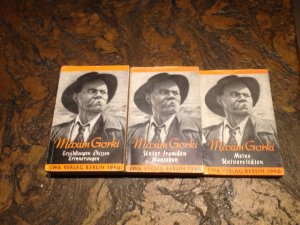 Maxim Gorki
Erzählungen Skizzen
Erinnerungen
SWA VERLAG BERLIN 1946
Maxim Gorki
Unter fremden
Menschen
SWA VERLAG BERLIN 1946
Maxim Gorki
Meine
Universitäten
SWA VERLAG BERLIN 1946